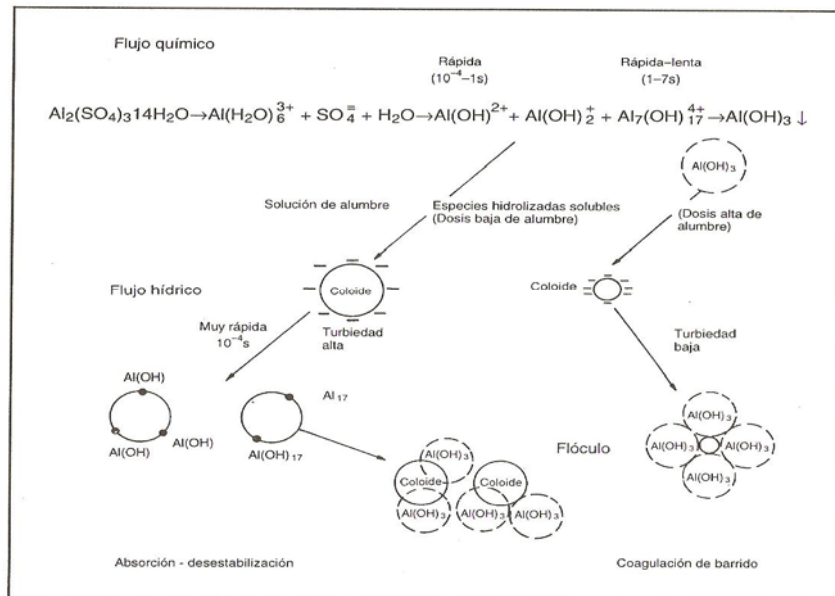 Flujo químico
Rápida
(10⁻⁴–1s)
Rápida–lenta
(1–7s)
Al₂(SO₄)₃14H₂O→Al(H₂O)₆³⁺ + SO₄⁼ + H₂O→Al(OH)²⁺ + Al(OH)₂⁺ + Al₇(OH)₁₇⁴⁺→Al(OH)₃ ↓
Al(OH)₃
Solución de alumbre
Especies hidrolizadas solubles
(Dosis baja de alumbre)
(Dosis alta de
alumbre)
Flujo hídrico
Coloide
Coloide
Muy rápida
10⁻⁴s
Turbiedad
alta
Turbiedad
baja
Al(OH)
Al(OH)
Al(OH)
Al₁₇
Al(OH)₁₇
Al(OH)₃
Coloide
Coloide
Al(OH)₃
Al(OH)₃
Al(OH)₃
Flóculo
Al(OH)₃
Al(OH)₃
Al(OH)₃
Al(OH)₃
Absorción - desestabilización
Coagulación de barrido